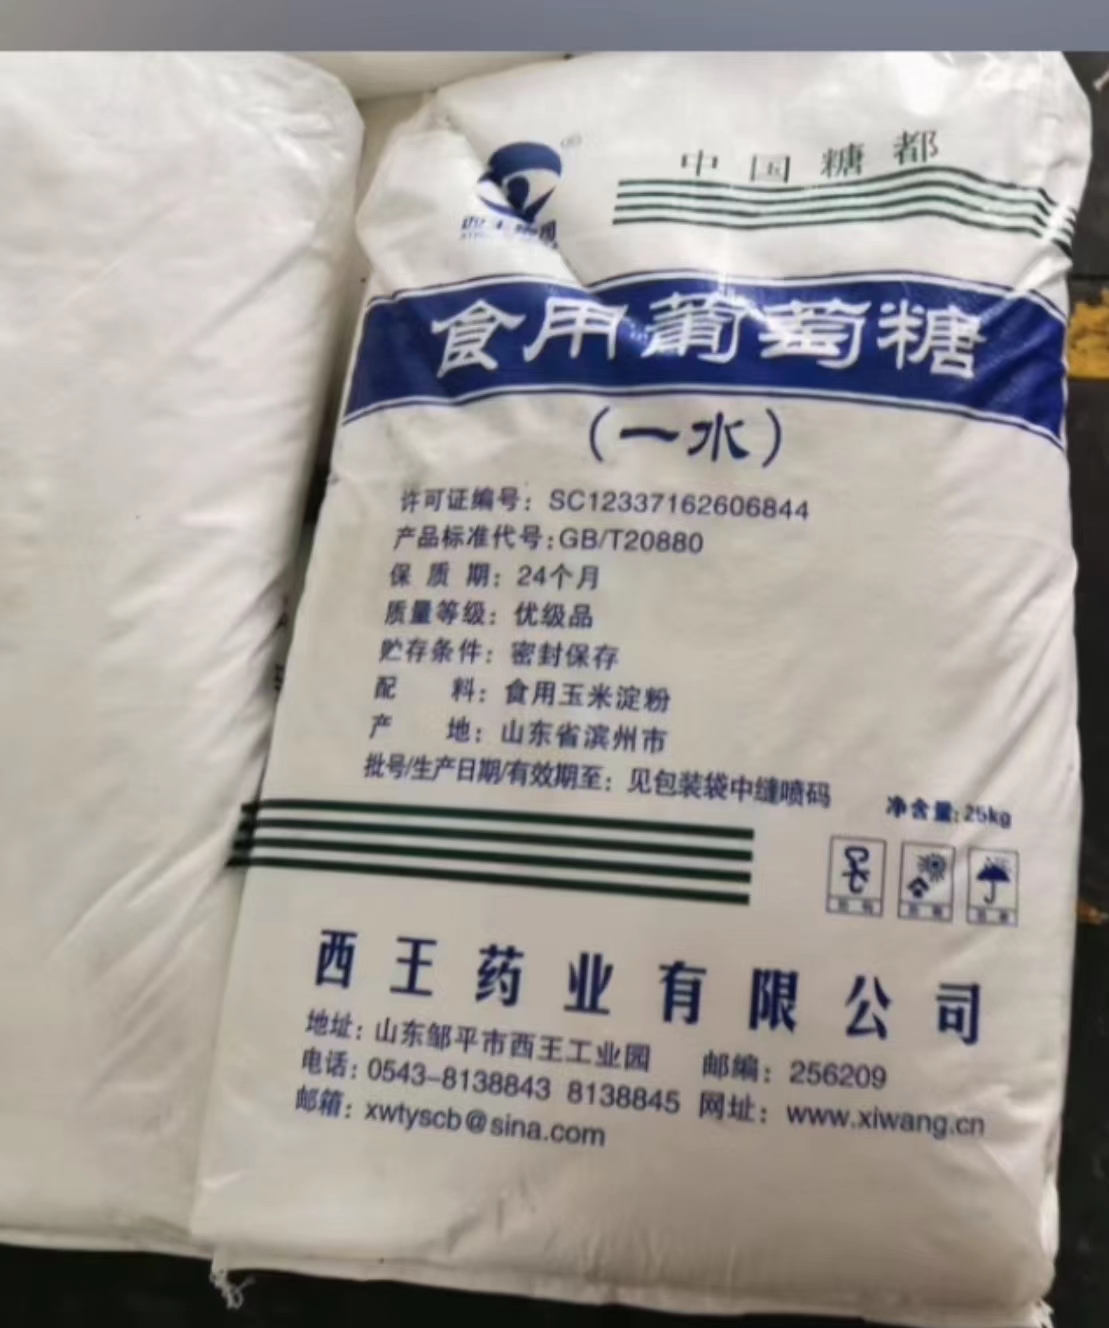 中国糖都
西王集团
食用葡萄糖
（一水）
许可证编号：SC12337162606844
产品标准代号:GB/T20880
保质期：24个月
质量等级：优级品
贮存条件：密封保存
配料：食用玉米淀粉
产地：山东省滨州市
批号/生产日期/有效期至：见包装袋中缝喷码
净含量:25kg
西王药业有限公司
地址：山东邹平市西王工业园 邮编：256209
电话：0543-8138843 8138845 网址：www.xiwang.cn
邮箱：xwtyscb@sina.com